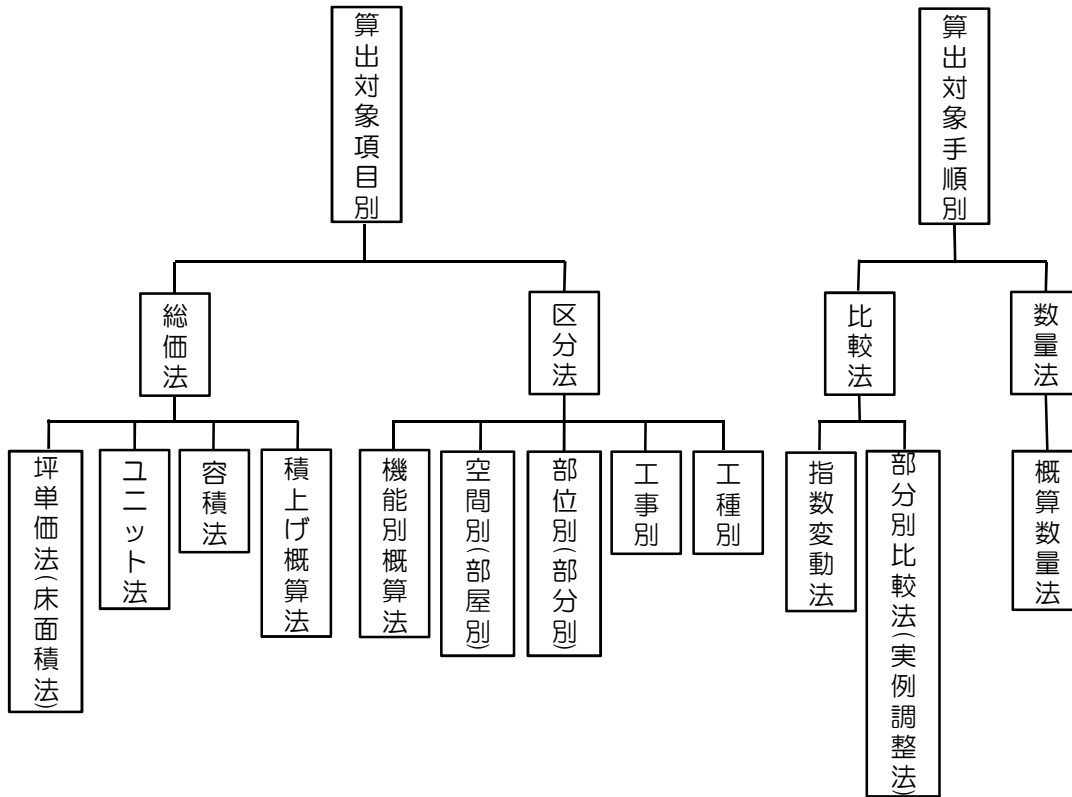 算出対象項目別
算出対象手順別
総価法
区分法
比較法
数量法
坪単価法(床面積法)
ユニット法
容積法
積上げ概算法
機能別概算法
空間別(部屋別)
部位別(部分別)
工事別
工種別
指数変動法
部分別比較法(実例調整法)
概算数量法